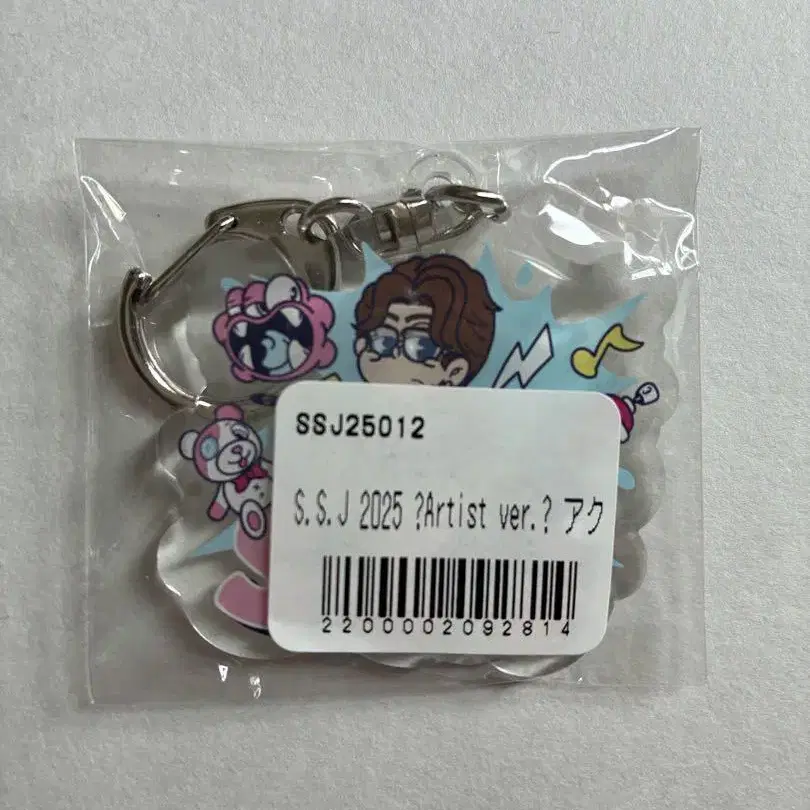 SSJ25012
S.S.J 2025 ?Artist ver.? アク
2200002092814